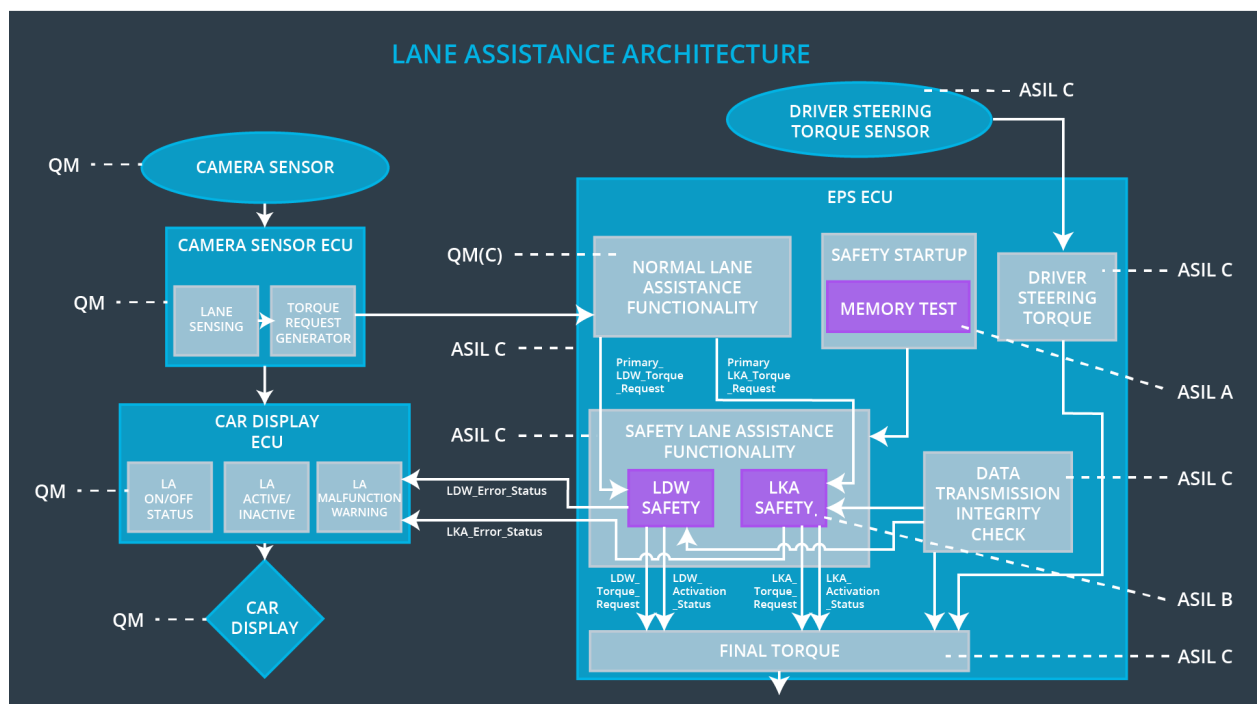 LANE ASSISTANCE ARCHITECTURE
ASIL C
DRIVER STEERING
TORQUE SENSOR
QM
CAMERA SENSOR
EPS ECU
CAMERA SENSOR ECU
LANE
SENSING
TORQUE
REQUEST
GENERATOR
QM
QM(C)
NORMAL LANE
ASSISTANCE
FUNCTIONALITY
SAFETY STARTUP
MEMORY TEST
DRIVER
STEERING
TORQUE
ASIL C
ASIL C
Primary_
LDW_Torque
_Request
Primary
LKA_Torque
_Request
ASIL A
CAR DISPLAY
ECU
LA
ON/OFF
STATUS
LA
ACTIVE/
INACTIVE
LA
MALFUNCTION
WARNING
QM
ASIL C
SAFETY LANE ASSISTANCE
FUNCTIONALITY
LDW
SAFETY
LKA
SAFETY
DATA
TRANSMISSION
INTEGRITY
CHECK
ASIL C
LDW_Error_Status
LKA_Error_Status
LDW_
Torque_
Request
LDW_
Activation
_Status
LKA_
Torque_
Request
LKA_
Activation
_Status
ASIL B
QM
CAR
DISPLAY
FINAL TORQUE
ASIL C